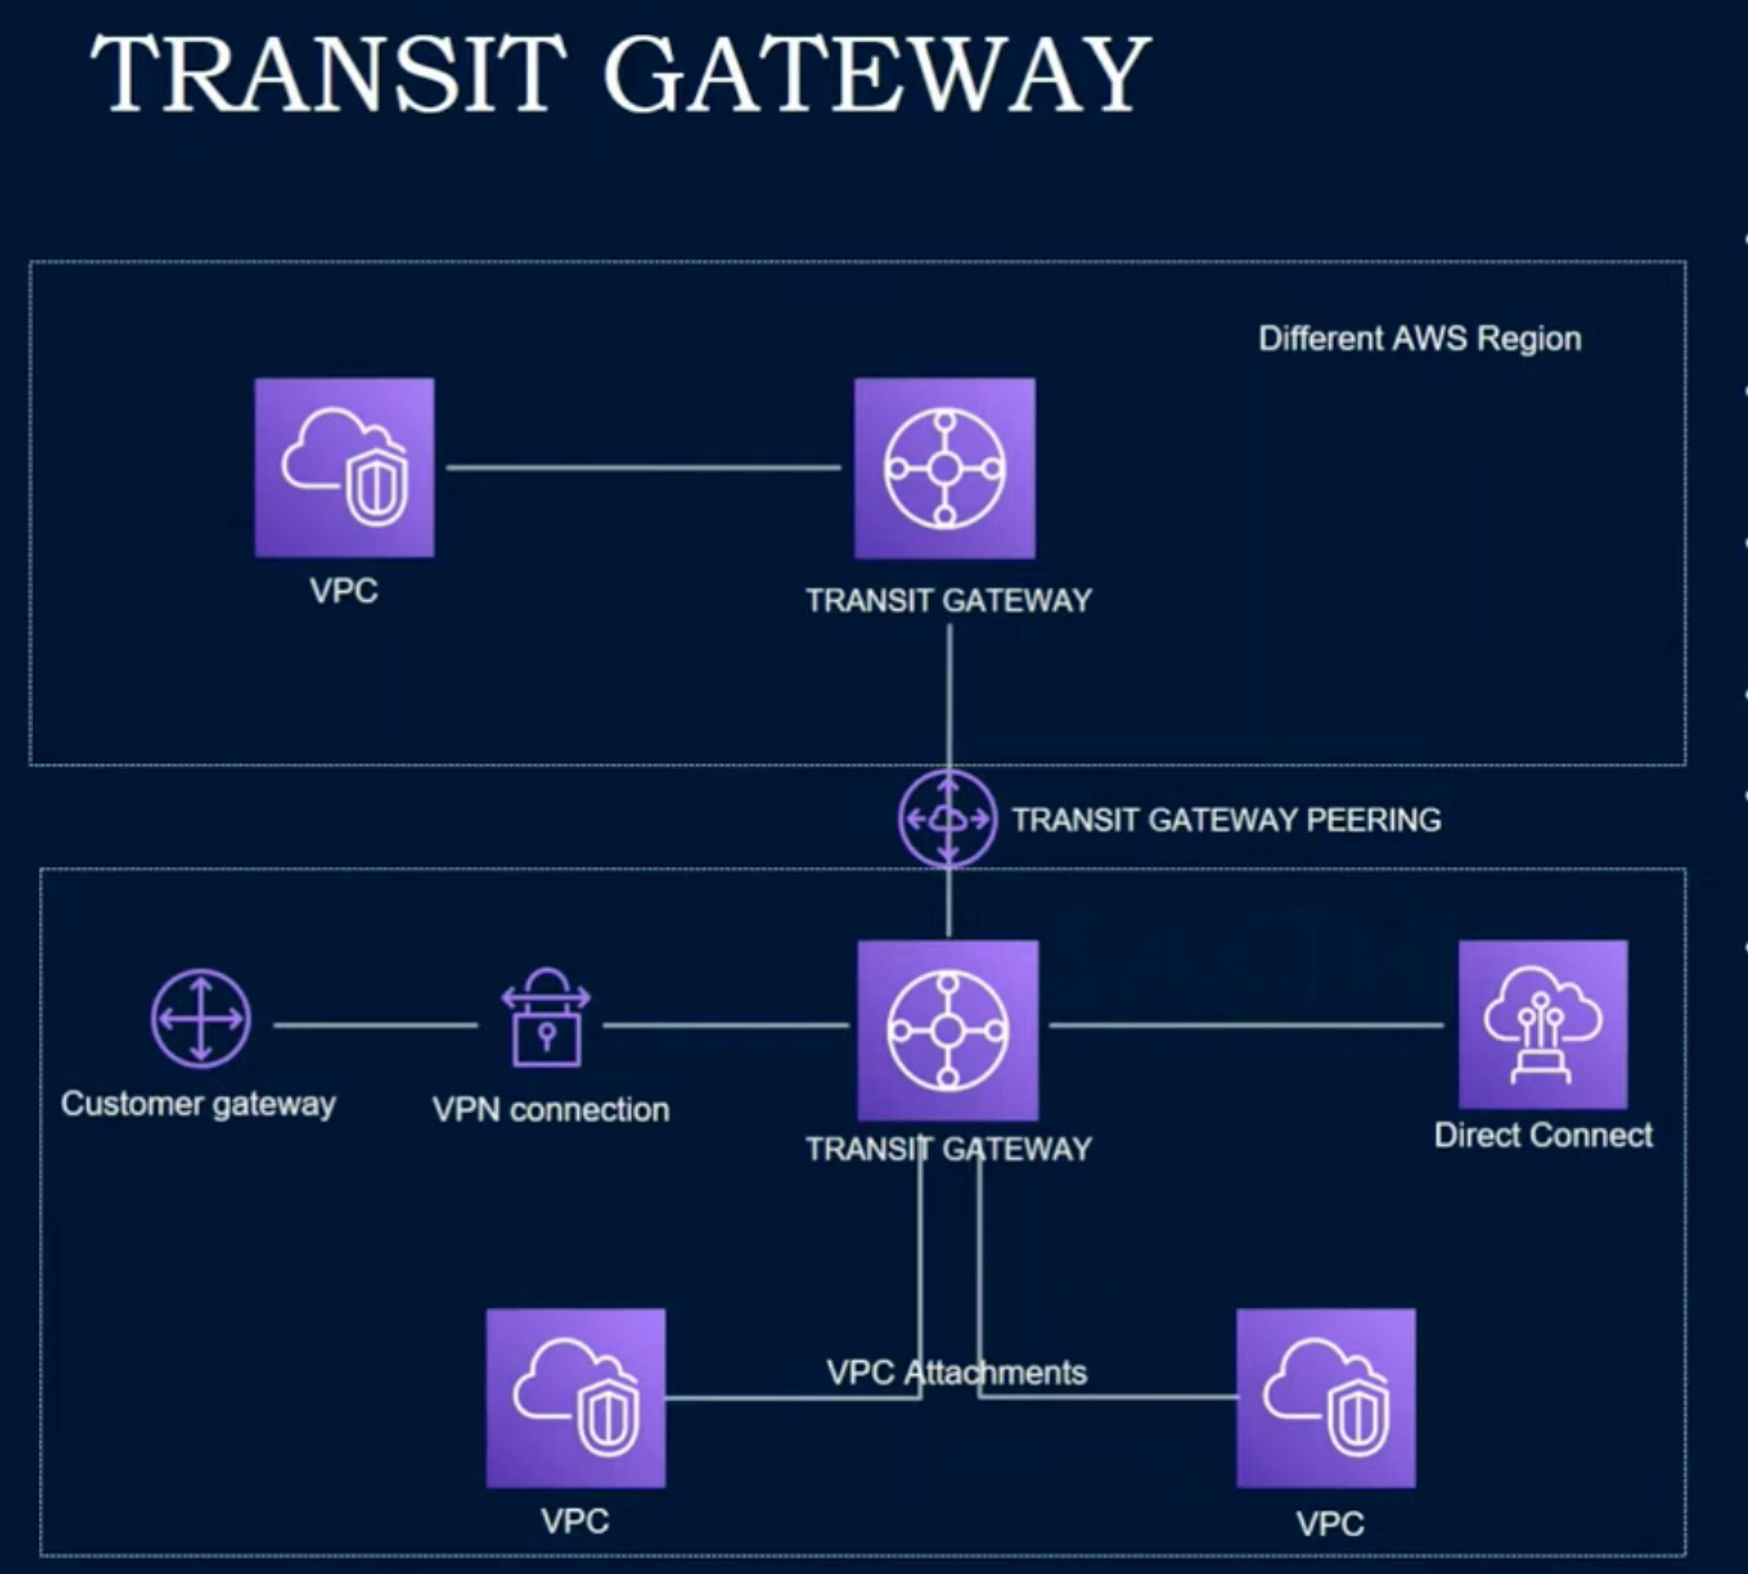 TRANSIT GATEWAY
Different AWS Region
VPC
TRANSIT GATEWAY
TRANSIT GATEWAY PEERING
Customer gateway
VPN connection
TRANSIT GATEWAY
Direct Connect
VPC Attachments
VPC
VPC